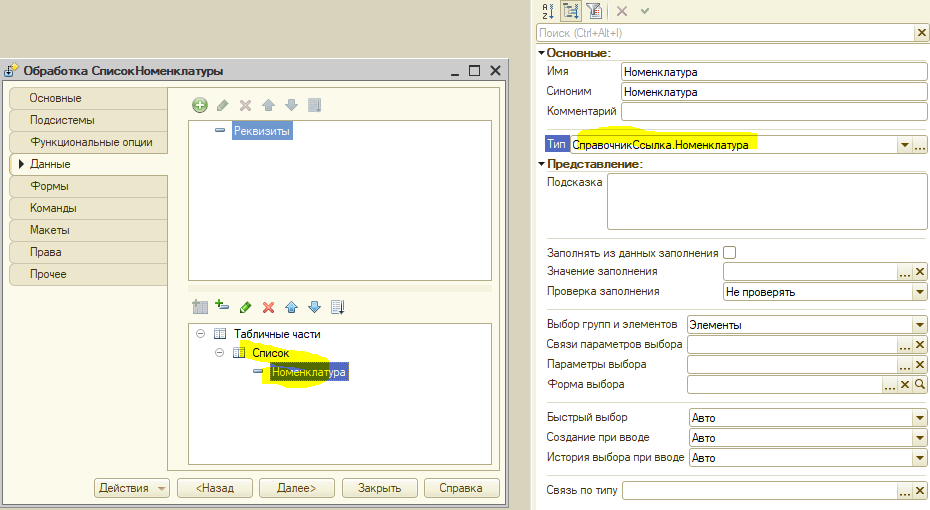 Обработка СписокНоменклатуры
Основные
Подсистемы
Функциональные опции
Данные
Формы
Команды
Макеты
Права
Прочее
Реквизиты
Табличные части
Список
Номенклатура
Действия
<Назад
Далее>
Закрыть
Справка
Поиск (Ctrl+Alt+I)
Основные:
Имя Номенклатура
Синоним Номенклатура
Комментарий
Тип СправочникСсылка.Номенклатура
Представление:
Подсказка
Заполнять из данных заполнения
Значение заполнения
Проверка заполнения Не проверять
Выбор групп и элементов Элементы
Связи параметров выбора
Параметры выбора
Форма выбора
Быстрый выбор Авто
Создание при вводе Авто
История выбора при вводе Авто
Связь по типу